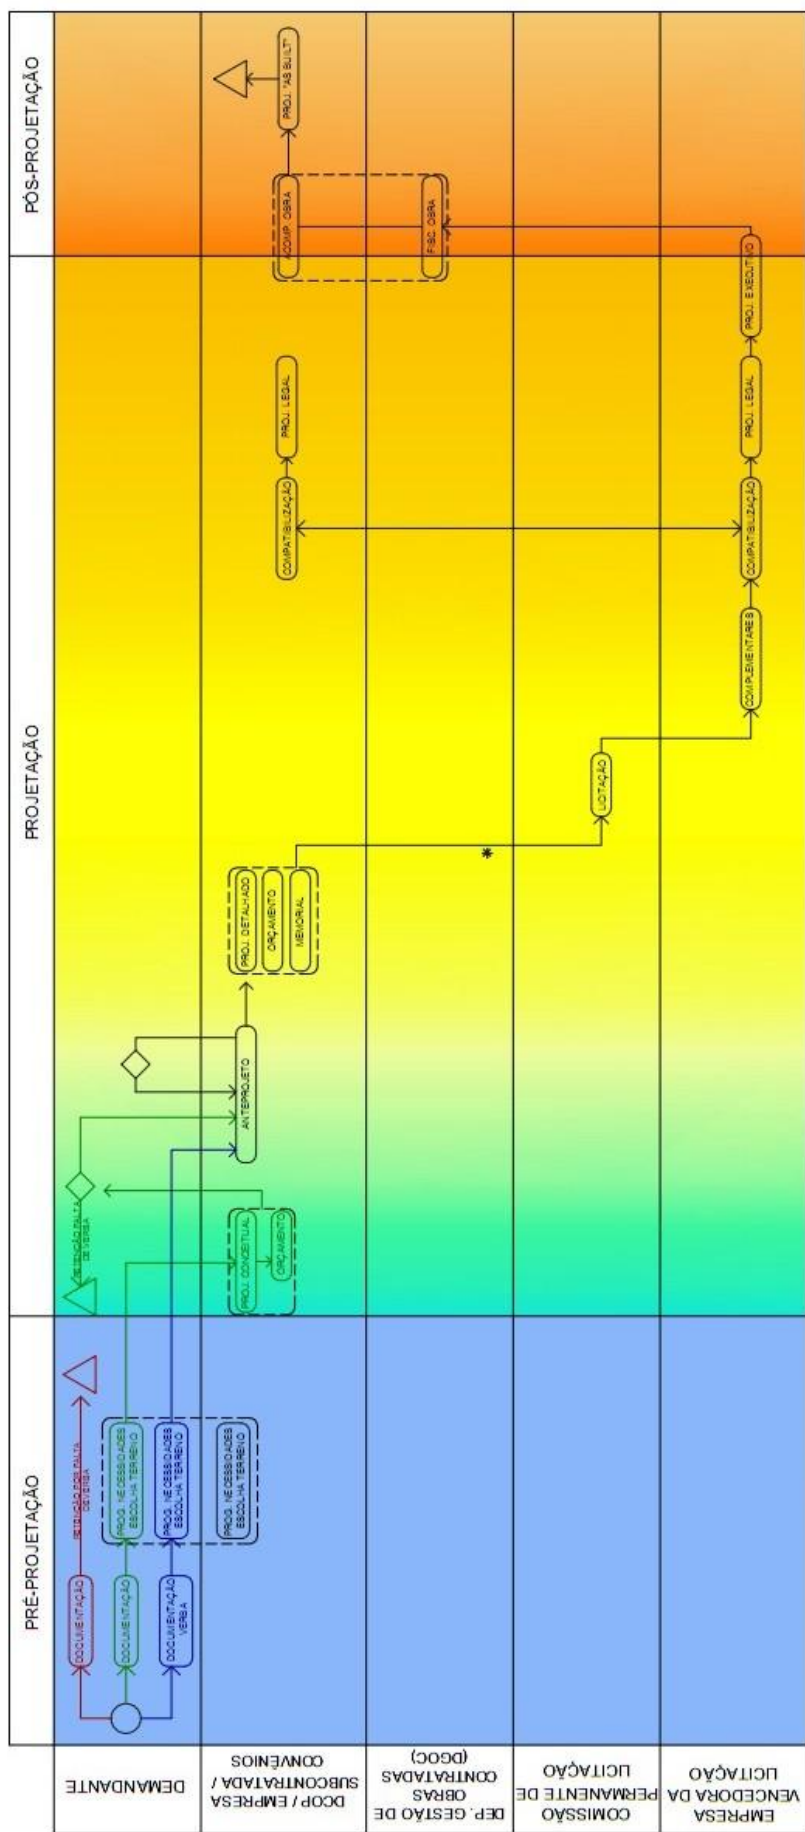 PRÉ-PROJETAÇÃO
PROJETAÇÃO
PÓS-PROJETAÇÃO
DEMANDANTE
DOCUMENTAÇÃO
RETENÇÃO POR FALTA
DE VERBA
DOCUMENTAÇÃO
PROG. NECESSIDADES
ESCOLHA TERRENO
DOCUMENTAÇÃO
VERBA
PROG. NECESSIDADES
ESCOLHA TERRENO
RETENÇÃO FALTA
DE VERBA
DCOP / EMPRESA
SUBCONTRATADA /
CONVÊNIOS
PROG. NECESSIDADES
ESCOLHA TERRENO
PROJ. CONCEITUAL
ORÇAMENTO
ANTEPROJETO
PROJ. DETALHADO
ORÇAMENTO
MEMORIAL
COMPATIBILIZAÇÃO
PROJ. LEGAL
ACOMP. OBRA
PROJ. "AS BUILT"
DEP. GESTÃO DE
OBRAS
CONTRATADAS
(DGOC)
*
FISC. OBRA
COMISSÃO
PERMANENTE DE
LICITAÇÃO
LICITAÇÃO
EMPRESA
VENCEDORA DA
LICITAÇÃO
COMPLEMENTARES
COMPATIBILIZAÇÃO
PROJ. LEGAL
PROJ. EXECUTIVO